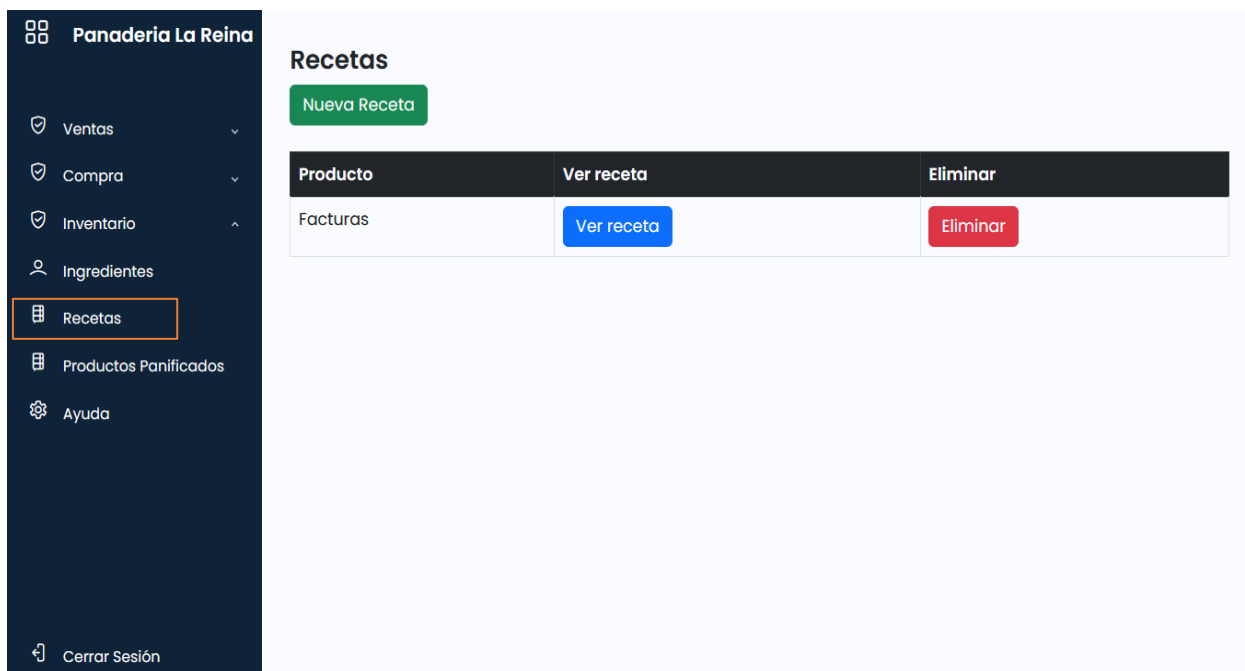 Panaderia La Reina
Ventas
Compra
Inventario
Ingredientes
Recetas
Productos Panificados
Ayuda
Cerrar Sesión
Recetas
Nueva Receta
Producto Ver receta Eliminar
Facturas Ver receta Eliminar